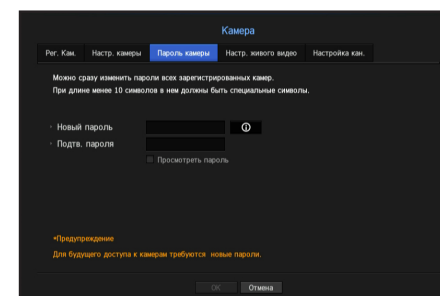 Камера
Рег. Кам. Настр. камеры Пароль камеры Настр. живого видео Настройка кан.
Можно сразу изменить пароли всех зарегистрированных камер.
При длине менее 10 символов в нем должны быть специальные символы.
· Новый пароль
· Подтв. пароля
Просмотреть пароль
*Предупреждение
Для будущего доступа к камерам требуются новые пароли.
OK Отмена